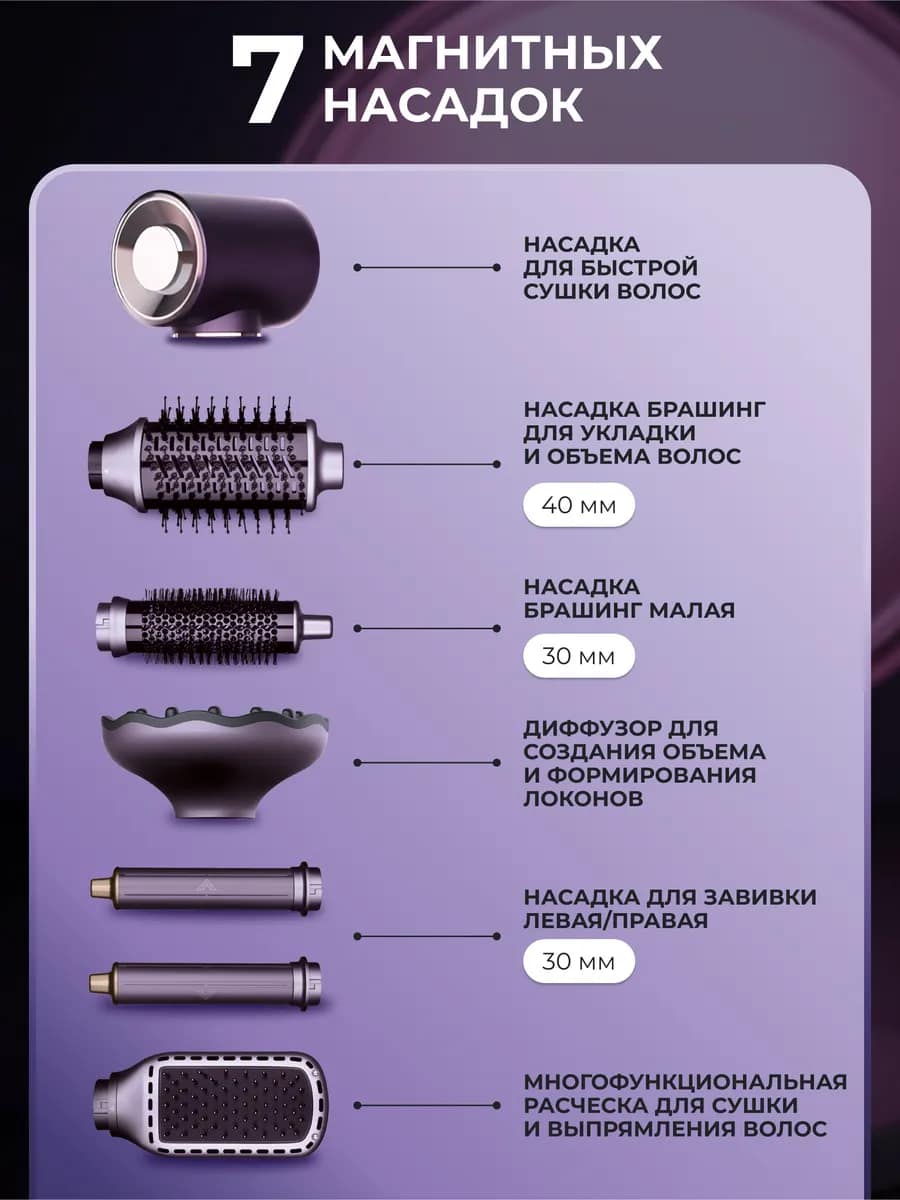 7 МАГНИТНЫХ
НАСАДОК
НАСАДКА
ДЛЯ БЫСТРОЙ
СУШКИ ВОЛОС
НАСАДКА БРАШИНГ
ДЛЯ УКЛАДКИ
И ОБЪЕМА ВОЛОС
40 мм
НАСАДКА
БРАШИНГ МАЛАЯ
30 мм
ДИФФУЗОР ДЛЯ
СОЗДАНИЯ ОБЪЕМА
И ФОРМИРОВАНИЯ
ЛОКОНОВ
НАСАДКА ДЛЯ ЗАВИВКИ
ЛЕВАЯ/ПРАВАЯ
30 мм
МНОГОФУНКЦИОНАЛЬНАЯ
РАСЧЕСКА ДЛЯ СУШКИ
И ВЫПРЯМЛЕНИЯ ВОЛОС